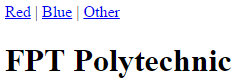 Red | Blue | Other
FPT Polytechnic